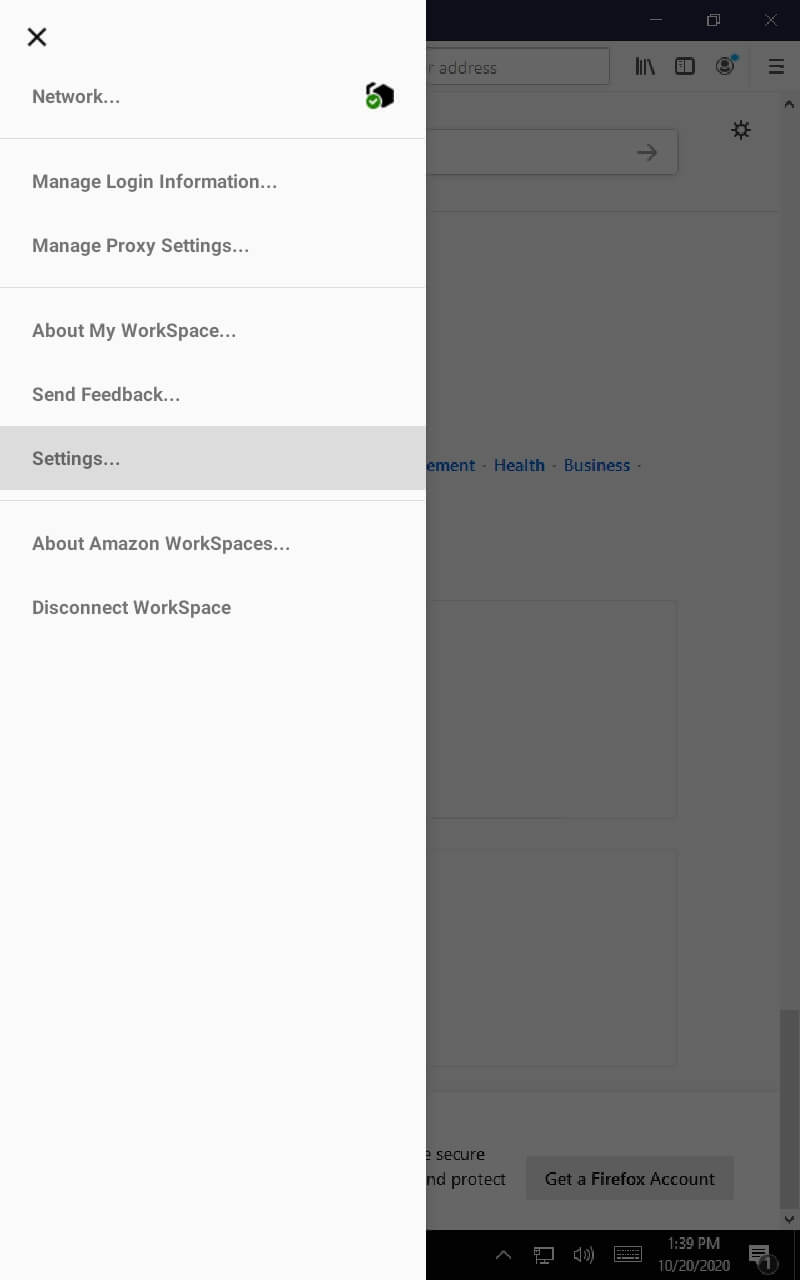 Network...
Manage Login Information...
Manage Proxy Settings...
About My WorkSpace...
Send Feedback...
Settings...
About Amazon WorkSpaces...
Disconnect WorkSpace
r address
ement · Health · Business ·
e secure
nd protect
Get a Firefox Account
1:39 PM
10/20/2020
1